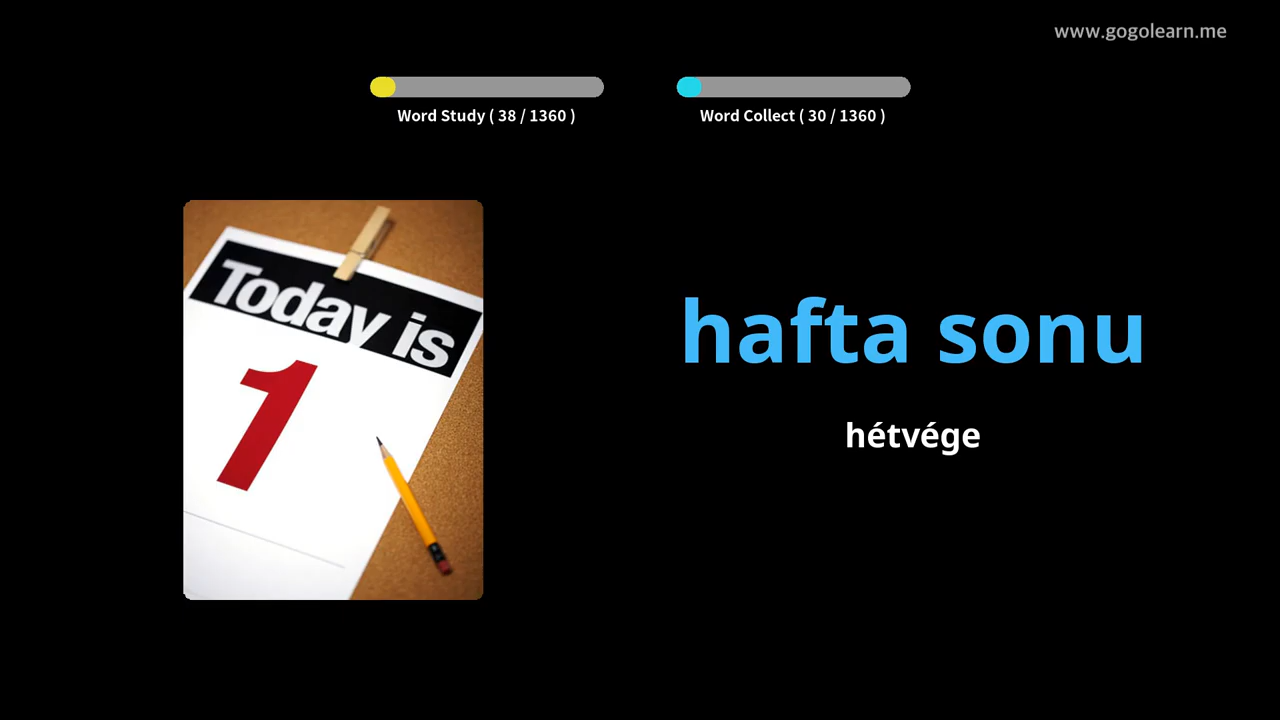 www.gogolearn.me
Word Study ( 38 / 1360 )
Word Collect ( 30 / 1360 )
Today is
1
hafta sonu
hétvége